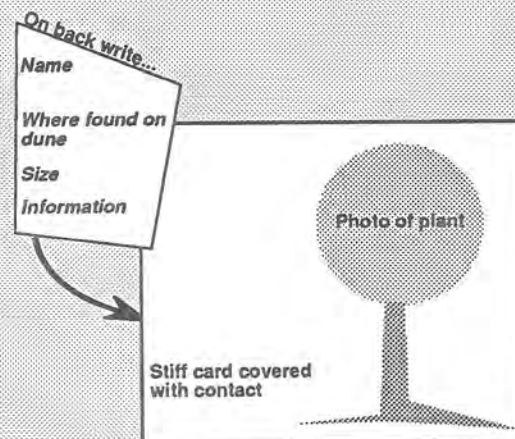 On back write...
Name
Where found on
dune
Size
Information
Photo of plant
Stiff card covered
with contact